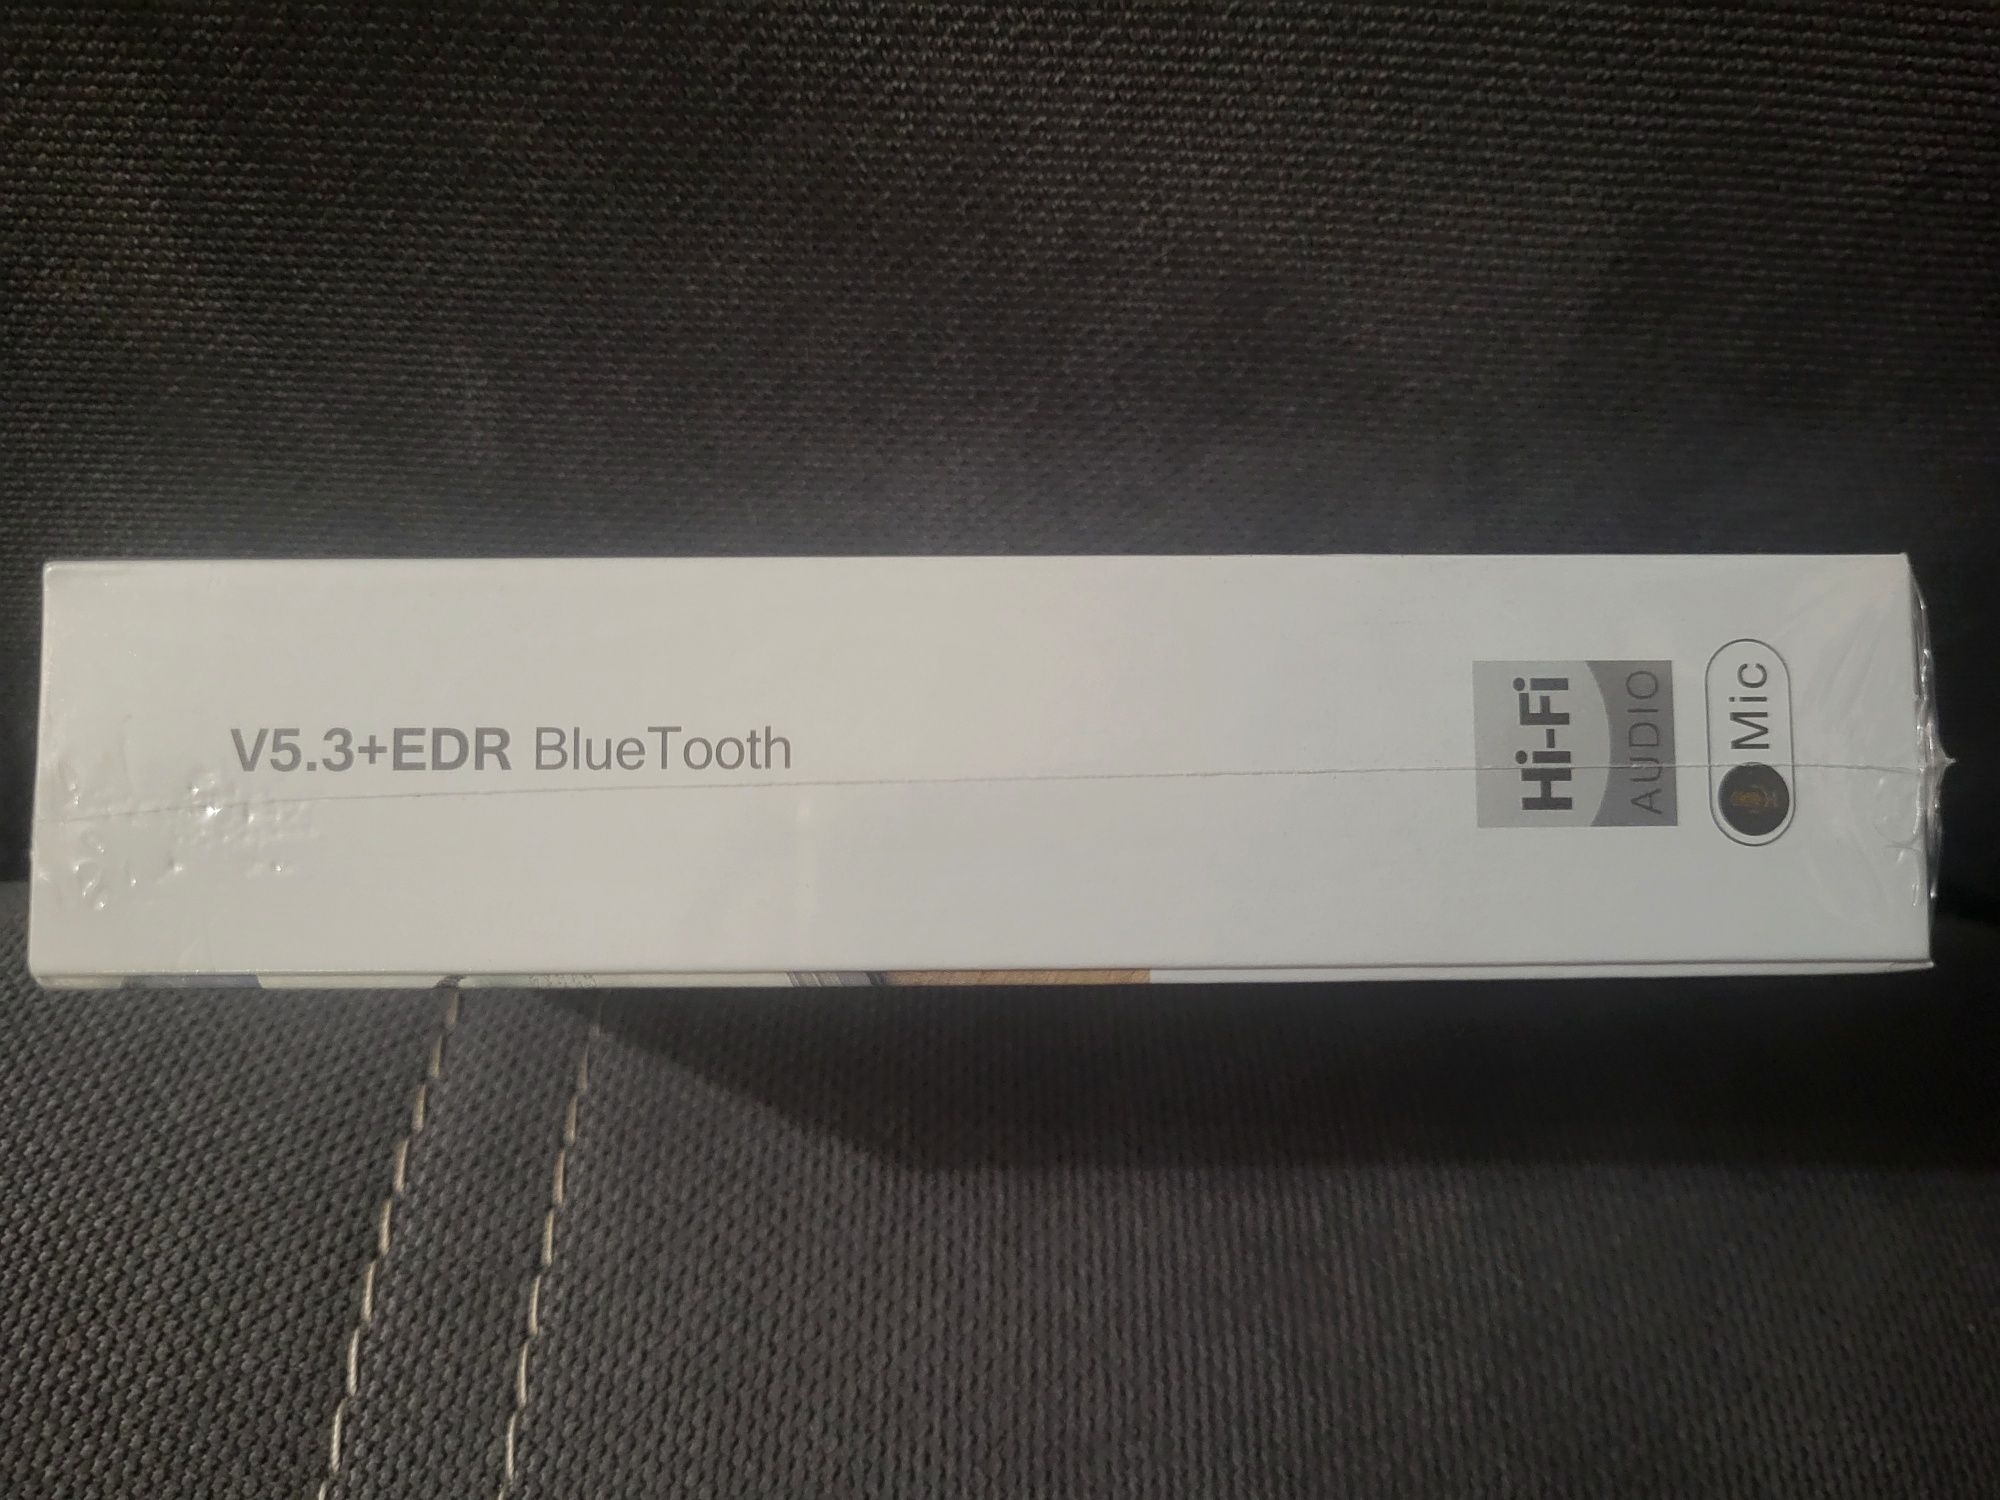 V5.3+EDR BlueTooth
Hi-Fi
AUDIO
Mic